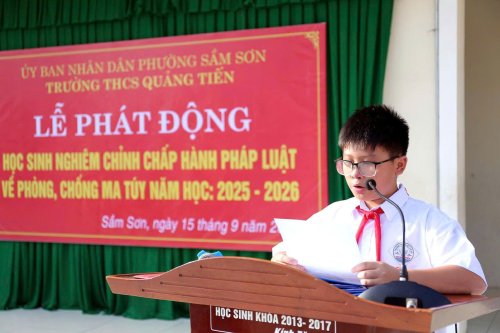 ỦY BAN NHÂN DÂN PHƯỜNG SẦM SƠN
TRƯỜNG THCS QUẢNG TIẾN
LỄ PHÁT ĐỘNG
HỌC SINH NGHIÊM CHỈNH CHẤP HÀNH PHÁP LUẬT
VỀ PHÒNG, CHỐNG MA TÚY NĂM HỌC: 2025 - 2026
Sầm Sơn, ngày 15 tháng 9 năm 2
HỌC SINH KHÓA 2013- 2017